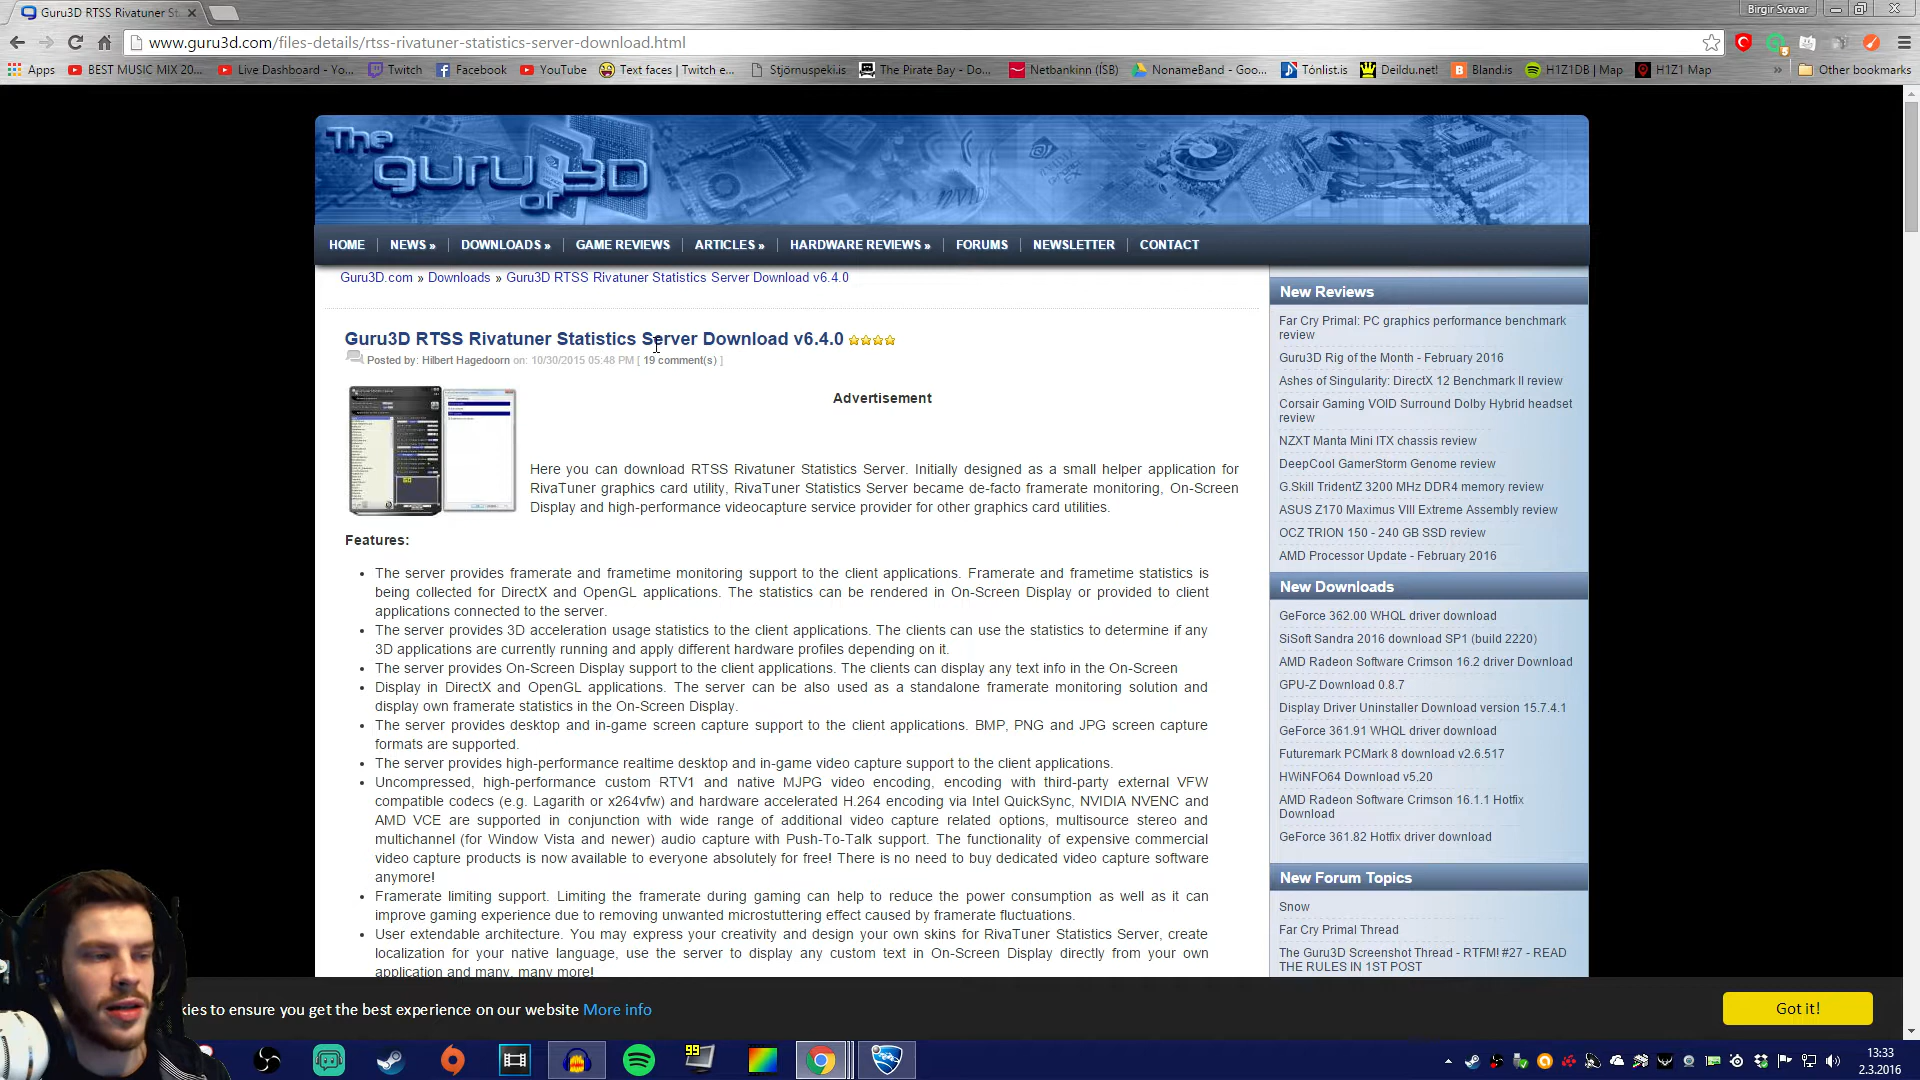 Guru3D RTSS Rivatuner St
Birgir Svavar
www.guru3d.com/files-details/rtss-rivatuner-statistics-server-download.html
Apps BEST MUSIC MIX 20... Live Dashboard - Yo... Twitch Facebook YouTube Text faces | Twitch e... Stjörnuspeki.is The Pirate Bay - Do... Netbankinn (ÍSB) NonameBand - Goo... Tónlist.is Deildu.net! Bland.is H1Z1DB | Map H1Z1 Map » Other bookmarks
The guru of 3D
HOME NEWS » DOWNLOADS » GAME REVIEWS ARTICLES » HARDWARE REVIEWS » FORUMS NEWSLETTER CONTACT
Guru3D.com » Downloads » Guru3D RTSS Rivatuner Statistics Server Download v6.4.0
Guru3D RTSS Rivatuner Statistics Server Download v6.4.0
Posted by: Hilbert Hagedoorn on: 10/30/2015 05:48 PM [ 19 comment(s) ]
Advertisement
Here you can download RTSS Rivatuner Statistics Server. Initially designed as a small helper application for
RivaTuner graphics card utility, RivaTuner Statistics Server became de-facto framerate monitoring, On-Screen
Display and high-performance videocapture service provider for other graphics card utilities.
Features:
• The server provides framerate and frametime monitoring support to the client applications. Framerate and frametime statistics is
being collected for DirectX and OpenGL applications. The statistics can be rendered in On-Screen Display or provided to client
applications connected to the server.
• The server provides 3D acceleration usage statistics to the client applications. The clients can use the statistics to determine if any
3D applications are currently running and apply different hardware profiles depending on it.
• The server provides On-Screen Display support to the client applications. The clients can display any text info in the On-Screen
• Display in DirectX and OpenGL applications. The server can be also used as a standalone framerate monitoring solution and
display own framerate statistics in the On-Screen Display.
• The server provides desktop and in-game screen capture support to the client applications. BMP, PNG and JPG screen capture
formats are supported.
• The server provides high-performance realtime desktop and in-game video capture support to the client applications.
• Uncompressed, high-performance custom RTV1 and native MJPG video encoding, encoding with third-party external VFW
compatible codecs (e.g. Lagarith or x264vfw) and hardware accelerated H.264 encoding via Intel QuickSync, NVIDIA NVENC and
AMD VCE are supported in conjunction with wide range of additional video capture related options, multisource stereo and
multichannel (for Window Vista and newer) audio capture with Push-To-Talk support. The functionality of expensive commercial
video capture products is now available to everyone absolutely for free! There is no need to buy dedicated video capture software
anymore!
• Framerate limiting support. Limiting the framerate during gaming can help to reduce the power consumption as well as it can
improve gaming experience due to removing unwanted microstuttering effect caused by framerate fluctuations.
• User extendable architecture. You may express your creativity and design your own skins for RivaTuner Statistics Server, create
localization for your native language, use the server to display any custom text in On-Screen Display directly from your own
application and many, many more!
New Reviews
Far Cry Primal: PC graphics performance benchmark
review
Guru3D Rig of the Month - February 2016
Ashes of Singularity: DirectX 12 Benchmark II review
Corsair Gaming VOID Surround Dolby Hybrid headset
review
NZXT Manta Mini ITX chassis review
DeepCool GamerStorm Genome review
G.Skill TridentZ 3200 MHz DDR4 memory review
ASUS Z170 Maximus VIII Extreme Assembly review
OCZ TRION 150 - 240 GB SSD review
AMD Processor Update - February 2016
New Downloads
GeForce 362.00 WHQL driver download
SiSoft Sandra 2016 download SP1 (build 2220)
AMD Radeon Software Crimson 16.2 driver Download
GPU-Z Download 0.8.7
Display Driver Uninstaller Download version 15.7.4.1
GeForce 361.91 WHQL driver download
Futuremark PCMark 8 download v2.6.517
HWiNFO64 Download v5.20
AMD Radeon Software Crimson 16.1.1 Hotfix
Download
GeForce 361.82 Hotfix driver download
New Forum Topics
Snow
Far Cry Primal Thread
The Guru3D Screenshot Thread - RTFM! #27 - READ
THE RULES IN 1ST POST
kies to ensure you get the best experience on our website More info
Got it!
99
13:33
2.3.2016